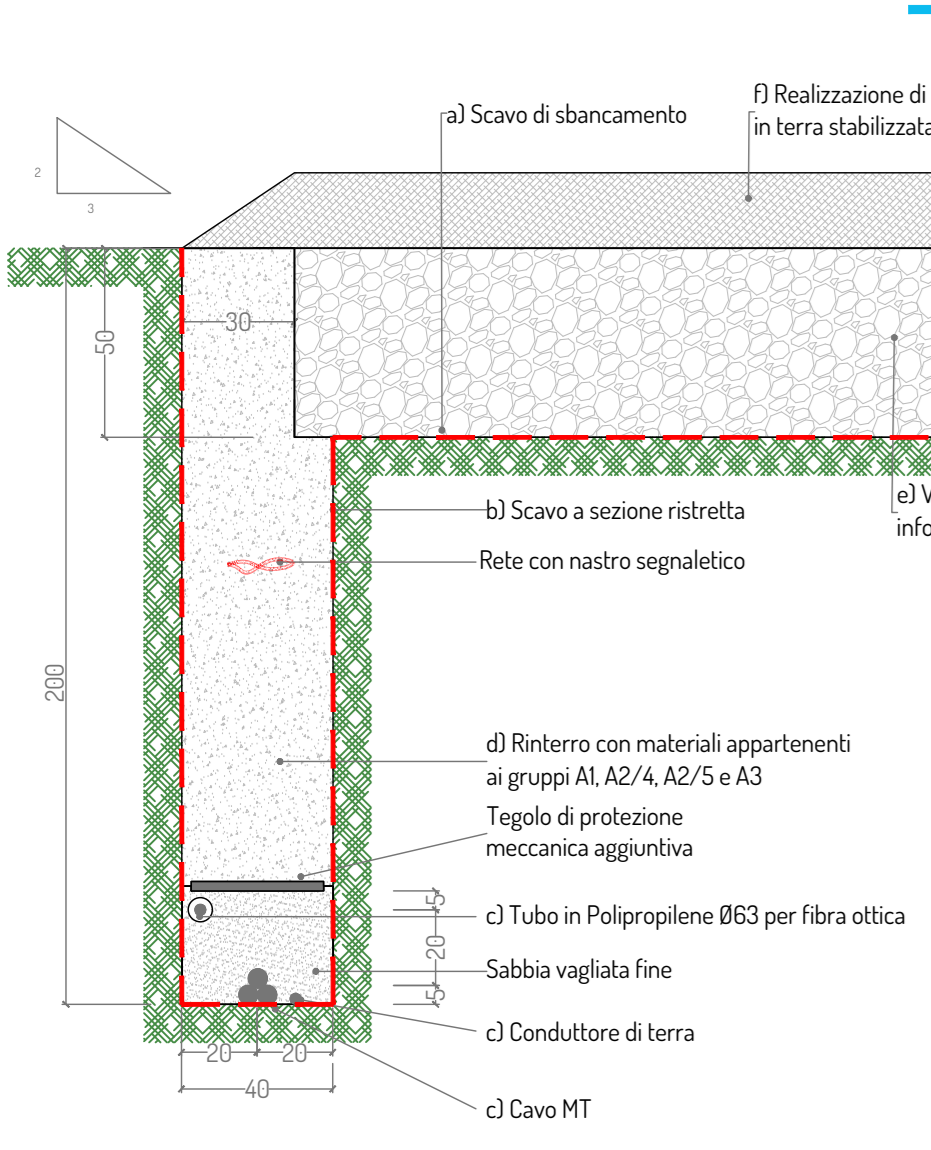 f) Realizzazione di
in terra stabilizzata
a) Scavo di sbancamento
2
3
30
50
e) V
info
b) Scavo a sezione ristretta
Rete con nastro segnaletico
200
d) Rinterro con materiali appartenenti
ai gruppi A1, A2/4, A2/5 e A3
Tegolo di protezione
meccanica aggiuntiva
5
c) Tubo in Polipropilene Ø63 per fibra ottica
20
Sabbia vagliata fine
5
c) Conduttore di terra
20
20
40
c) Cavo MT